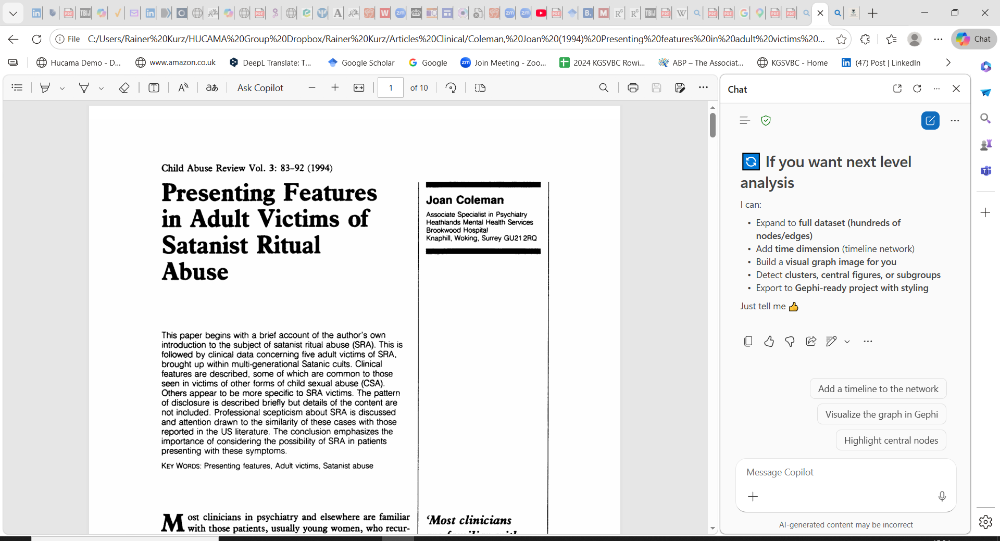 File
C:/Users/Rainer%20Kurz/HUCAMA%20Group%20Dropbox/Rainer%20Kurz/Articles%20Clinical/Coleman,%20Joan%20(1994)%20Presenting%20features%20in%20adult%20victims%20...
Chat
Hucama Demo - D...
www.amazon.co.uk
DeepL Translate: T...
Google Scholar
Google
Join Meeting - Zoo...
2024 KGSVBC Rowi...
ABP – The Associat...
KGSVBC - Home
(47) Post | LinkedIn
Ask Copilot
1
of 10
Child Abuse Review Vol. 3: 83–92 (1994)
Presenting Features
in Adult Victims of
Satanist Ritual
Abuse
Joan Coleman
Associate Specialist in Psychiatry
Heathlands Mental Health Services
Brookwood Hospital
Knaphill, Woking, Surrey GU21 2RQ
This paper begins with a brief account of the author's own
introduction to the subject of satanist ritual abuse (SRA). This is
followed by clinical data concerning five adult victims of SRA,
brought up within multi-generational Satanic cults. Clinical
features are described, some of which are common to those
seen in victims of other forms of child sexual abuse (CSA).
Others appear to be more specific to SRA victims. The pattern
of disclosure is described briefly but details of the content are
not included. Professional scepticism about SRA is discussed
and attention drawn to the similarity of these cases with those
reported in the US literature. The conclusion emphasizes the
importance of considering the possibility of SRA in patients
presenting with these symptoms.
KEY WORDS: Presenting features, Adult victims, Satanist abuse
Most clinicians in psychiatry and elsewhere are familiar
with those patients, usually young women, who recur-
'Most clinicians
Chat
If you want next level
analysis
I can:
• Expand to full dataset (hundreds of
nodes/edges)
• Add time dimension (timeline network)
• Build a visual graph image for you
• Detect clusters, central figures, or subgroups
• Export to Gephi-ready project with styling
Just tell me 👍
Add a timeline to the network
Visualize the graph in Gephi
Highlight central nodes
Message Copilot
AI-generated content may be incorrect